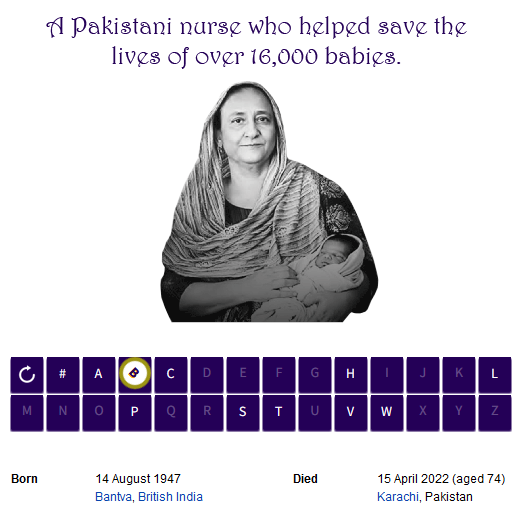 A Pakistani nurse who helped save the
lives of over 16,000 babies.
# A B C D E F G H I J K L
M N O P Q R S T U V W X Y Z
Born 14 August 1947 Died 15 April 2022 (aged 74)
Bantva, British India Karachi, Pakistan